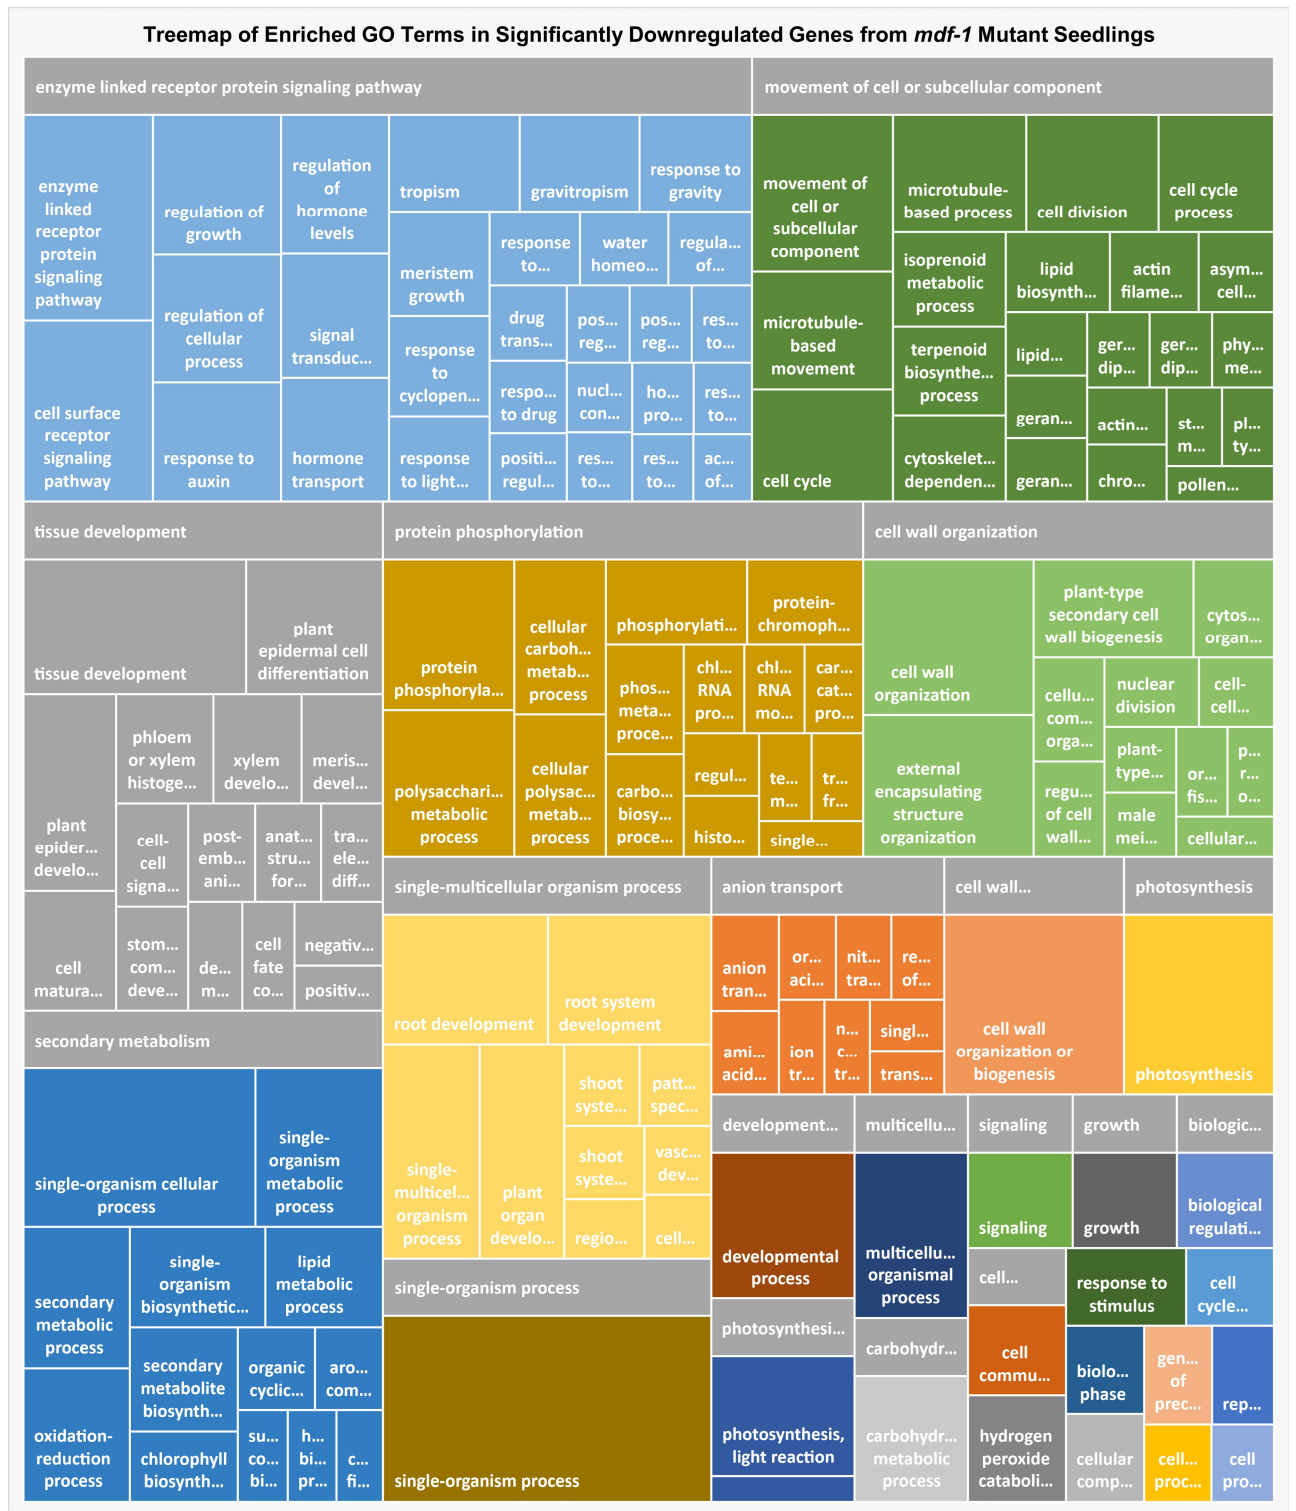 Treemap of Enriched GO Terms in Significantly Downregulated Genes from mdf-1 Mutant Seedlings
enzyme linked receptor protein signaling pathway
enzyme
linked
receptor
protein
signaling
pathway
cell surface
receptor
signaling
pathway
regulation of
growth
regulation of
cellular
process
response to
auxin
regulation
of
hormone
levels
signal
transduc...
hormone
transport
tropism
gravitropism
response to
gravity
meristem
growth
response
to
cyclopen...
response
to light...
response
to...
water
homeo...
regula...
of...
drug
trans...
pos...
reg...
pos...
reg...
res...
to...
respo...
to drug
nucl...
con...
ho...
pro...
res...
to...
positi...
regul...
res...
to...
res...
to...
ac...
of...
movement of cell or subcellular component
movement of
cell or
subcellular
component
microtubule-
based
movement
cell cycle
microtubule-
based process
cell division
cell cycle
process
isoprenoid
metabolic
process
terpenoid
biosynthe...
process
cytoskelet...
dependen...
lipid
biosynth...
actin
filame...
asym...
cell...
lipid...
ger...
dip...
ger...
dip...
phy...
me...
geran...
actin...
st...
m...
pl...
ty...
geran...
chro...
pollen...
tissue development
tissue development
plant
epidermal cell
differentiation
plant
epider...
develo...
cell
matura...
phloem
or xylem
histoge...
xylem
develo...
meris...
devel...
cell-
cell
signa...
post-
emb...
ani...
anat...
stru...
for...
tra...
ele...
diff...
stom...
com...
deve...
de...
m...
cell
fate
co...
negativ...
positiv...
protein phosphorylation
protein
phosphoryla...
polysacchari...
metabolic
process
cellular
carboh...
metab...
process
cellular
polysac...
metab...
process
phosphorylati...
protein-
chromoph...
phos...
meta...
proce...
chl...
RNA
pro...
chl...
RNA
mo...
car...
cat...
pro...
carbo...
biosy...
proce...
regul...
histo...
te...
m...
tr...
fr...
single...
cell wall organization
cell wall
organization
external
encapsulating
structure
organization
plant-type
secondary cell
wall biogenesis
cytos...
organ...
cellu...
com...
orga...
nuclear
division
cell-
cell...
regu...
of cell
wall...
plant-
type...
or...
fis...
p...
r...
o...
male
mei...
cellular...
secondary metabolism
single-organism cellular
process
single-
organism
metabolic
process
secondary
metabolic
process
oxidation-
reduction
process
single-
organism
biosynthetic...
lipid
metabolic
process
secondary
metabolite
biosynth...
chlorophyll
biosynth...
organic
cyclic...
aro...
com...
su...
co...
bi...
h...
bi...
pr...
c...
fi...
single-multicellular organism process
root development
root system
development
single-
multicel...
organism
process
plant
organ
develo...
shoot
syste...
patt...
spec...
shoot
syste...
vasc...
dev...
regio...
cell...
single-organism process
single-organism process
anion transport
anion
tran...
or...
aci...
nit...
tra...
re...
of...
ami...
acid...
ion
tr...
n...
c...
tr...
singl...
trans...
cell wall...
cell wall
organization or
biogenesis
photosynthesis
photosynthesis
development...
developmental
process
multicellu...
multicellu...
organismal
process
signaling
signaling
growth
growth
biologic...
biological
regulati...
photosynthesi...
photosynthesis,
light reaction
carbohydr...
carbohydr...
metabolic
process
cell...
cell
commu...
hydrogen
peroxide
cataboli...
response to
stimulus
cell
cycle...
biolo...
phase
gen...
of
prec...
rep...
cellular
comp...
cell...
proc...
cell
pro...